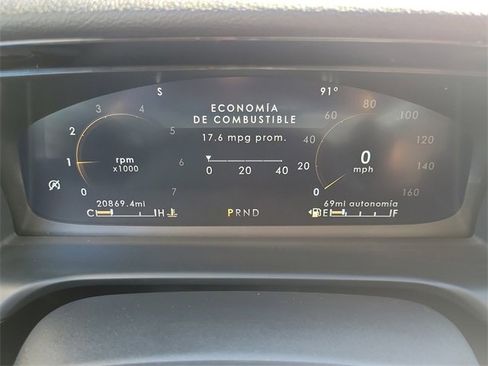 S 91°
ECONOMÍA
DE COMBUSTIBLE
17.6 mpg prom.
0 20 40
0 1 2 3 4 5 6 7
rpm
x1000
0 20 40 60 80 100 120 140 160
0
mph
20869.4mi
69mi autonomía
C H
PRND
E F